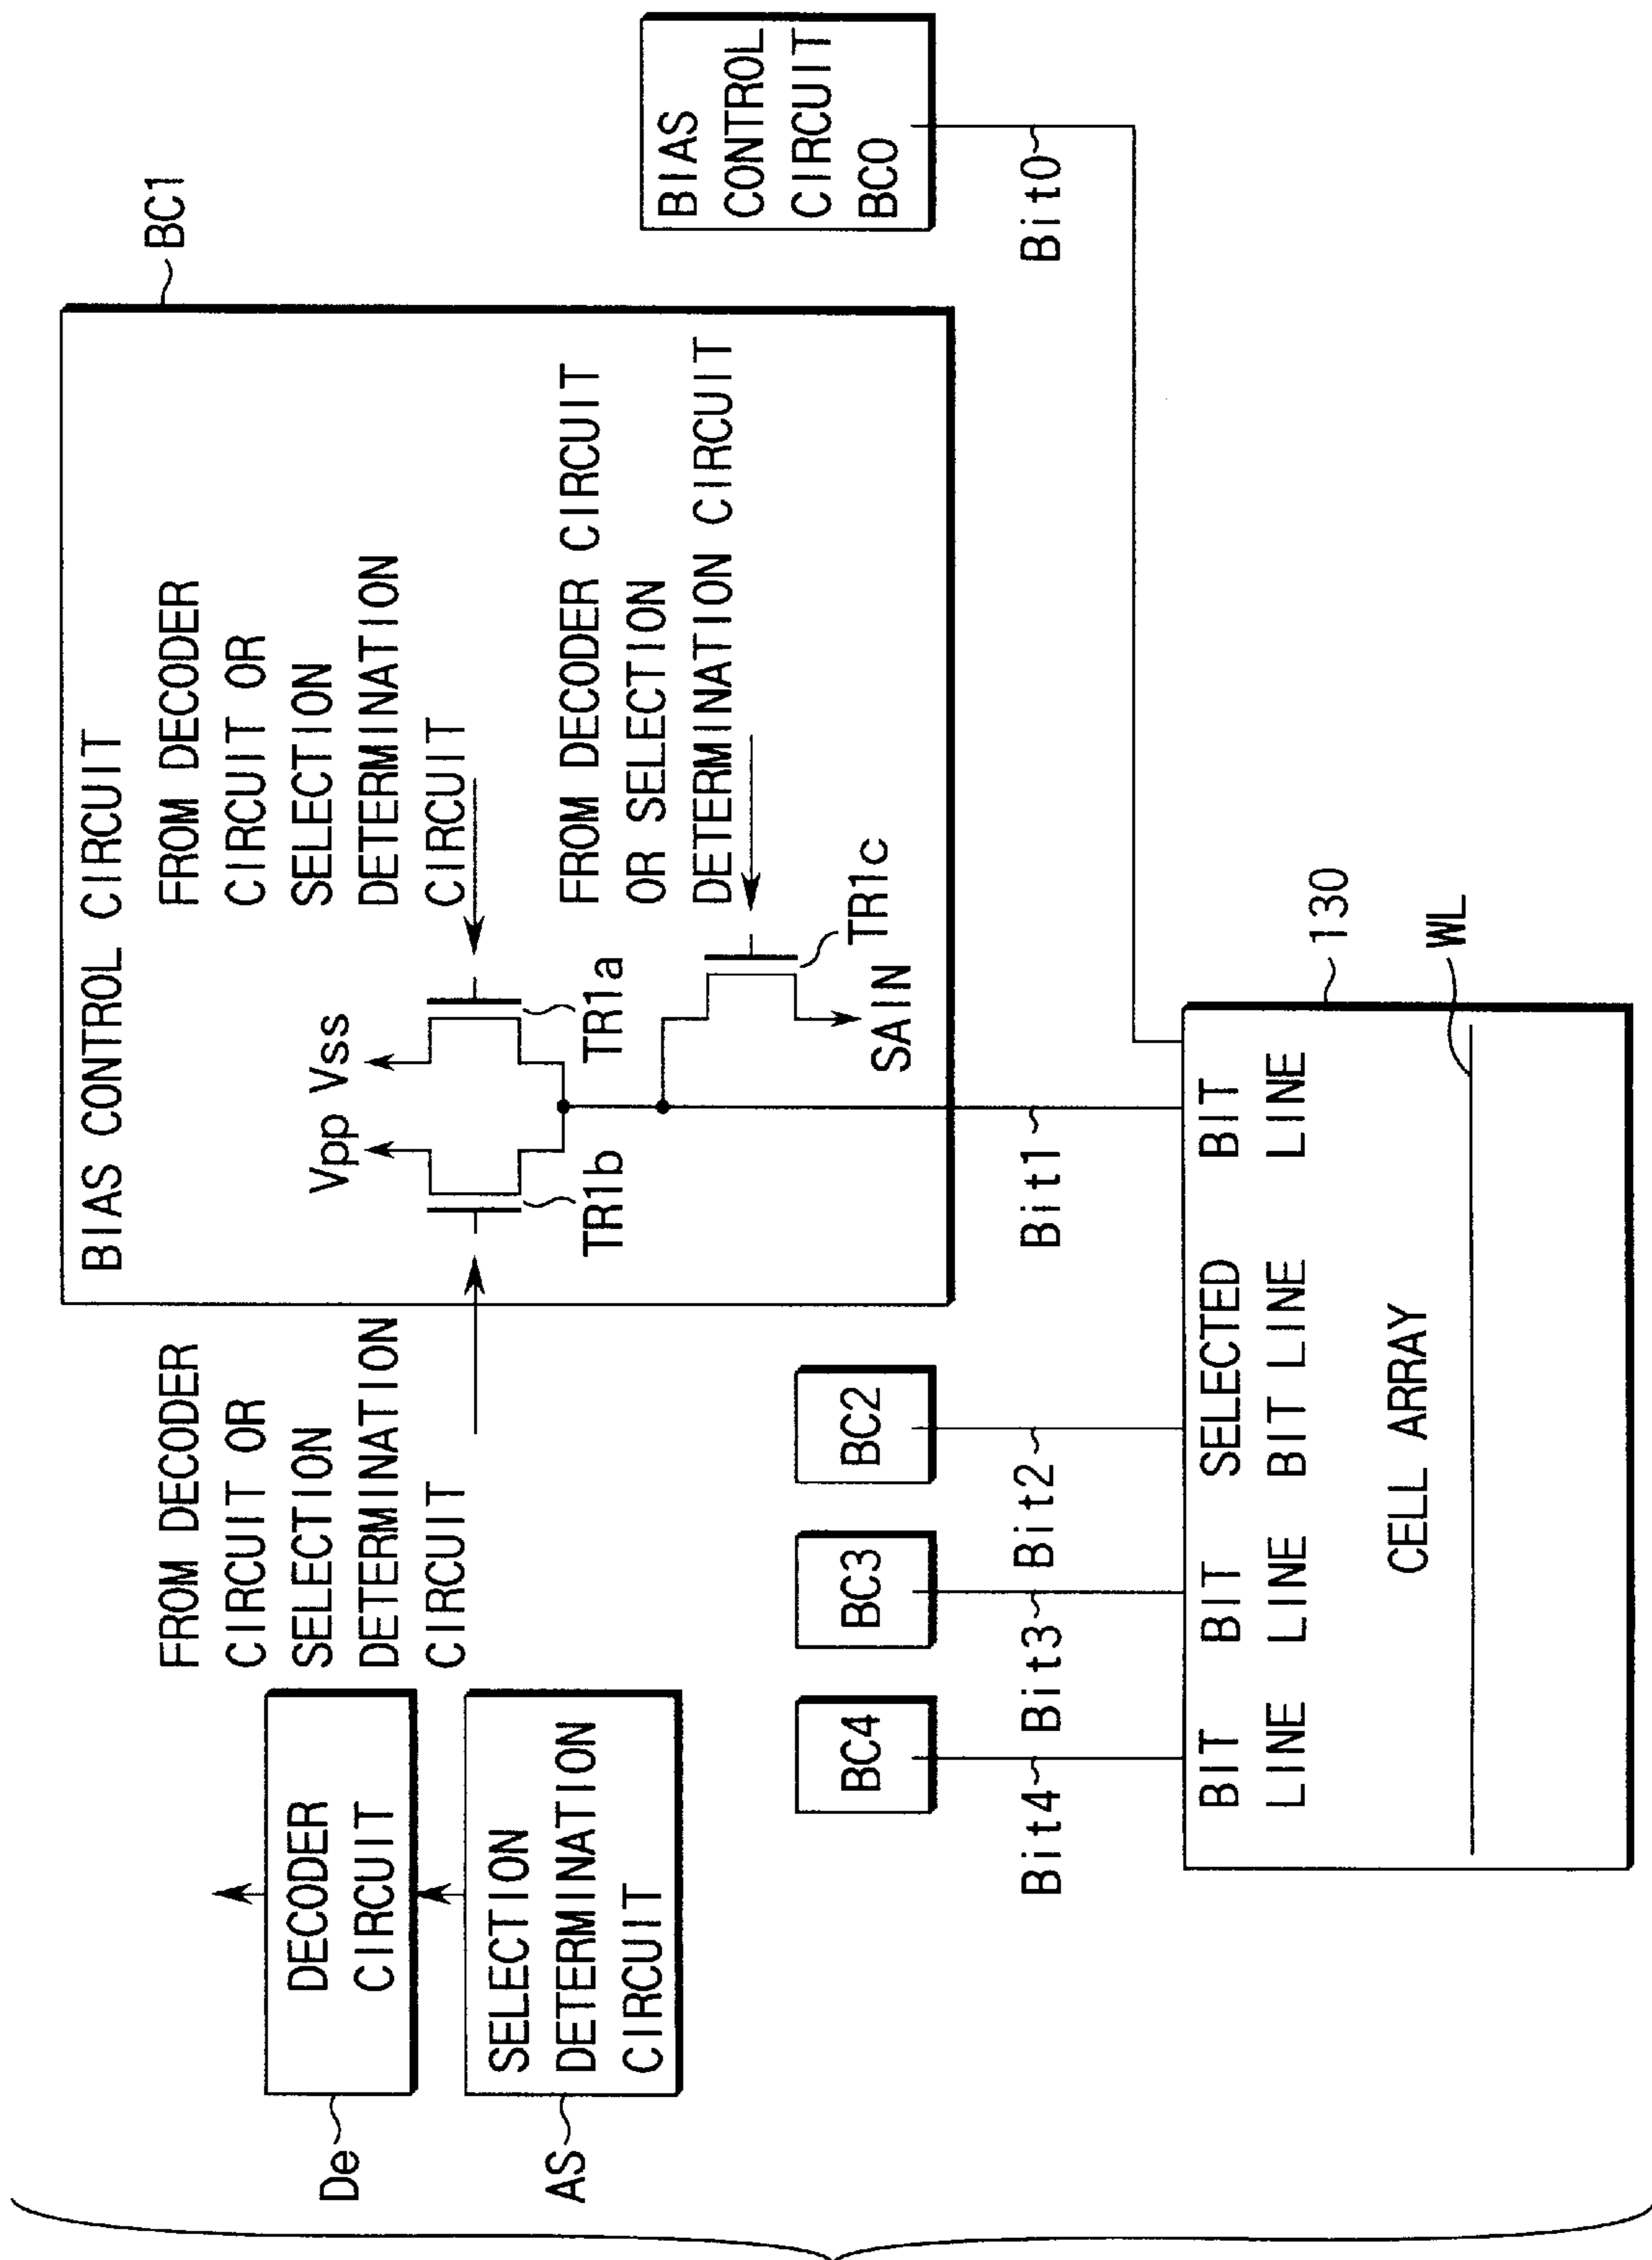 De
DECODER
CIRCUIT
AS
SELECTION
DETERMINATION
CIRCUIT
FROM DECODER
CIRCUIT OR
SELECTION
DETERMINATION
CIRCUIT
BIAS CONTROL CIRCUIT
BC1
FROM DECODER
CIRCUIT OR
SELECTION
DETERMINATION
CIRCUIT
Vpp Vss
TR1b
TR1a
FROM DECODER CIRCUIT
OR SELECTION
DETERMINATION CIRCUIT
TR1c
SAIN
BIAS
CONTROL
CIRCUIT
BC0
BC4
BC3
BC2
Bit4
Bit3
Bit2
Bit1
Bit0
BIT
LINE
BIT
LINE
SELECTED
BIT LINE
BIT
LINE
130
CELL ARRAY
WL